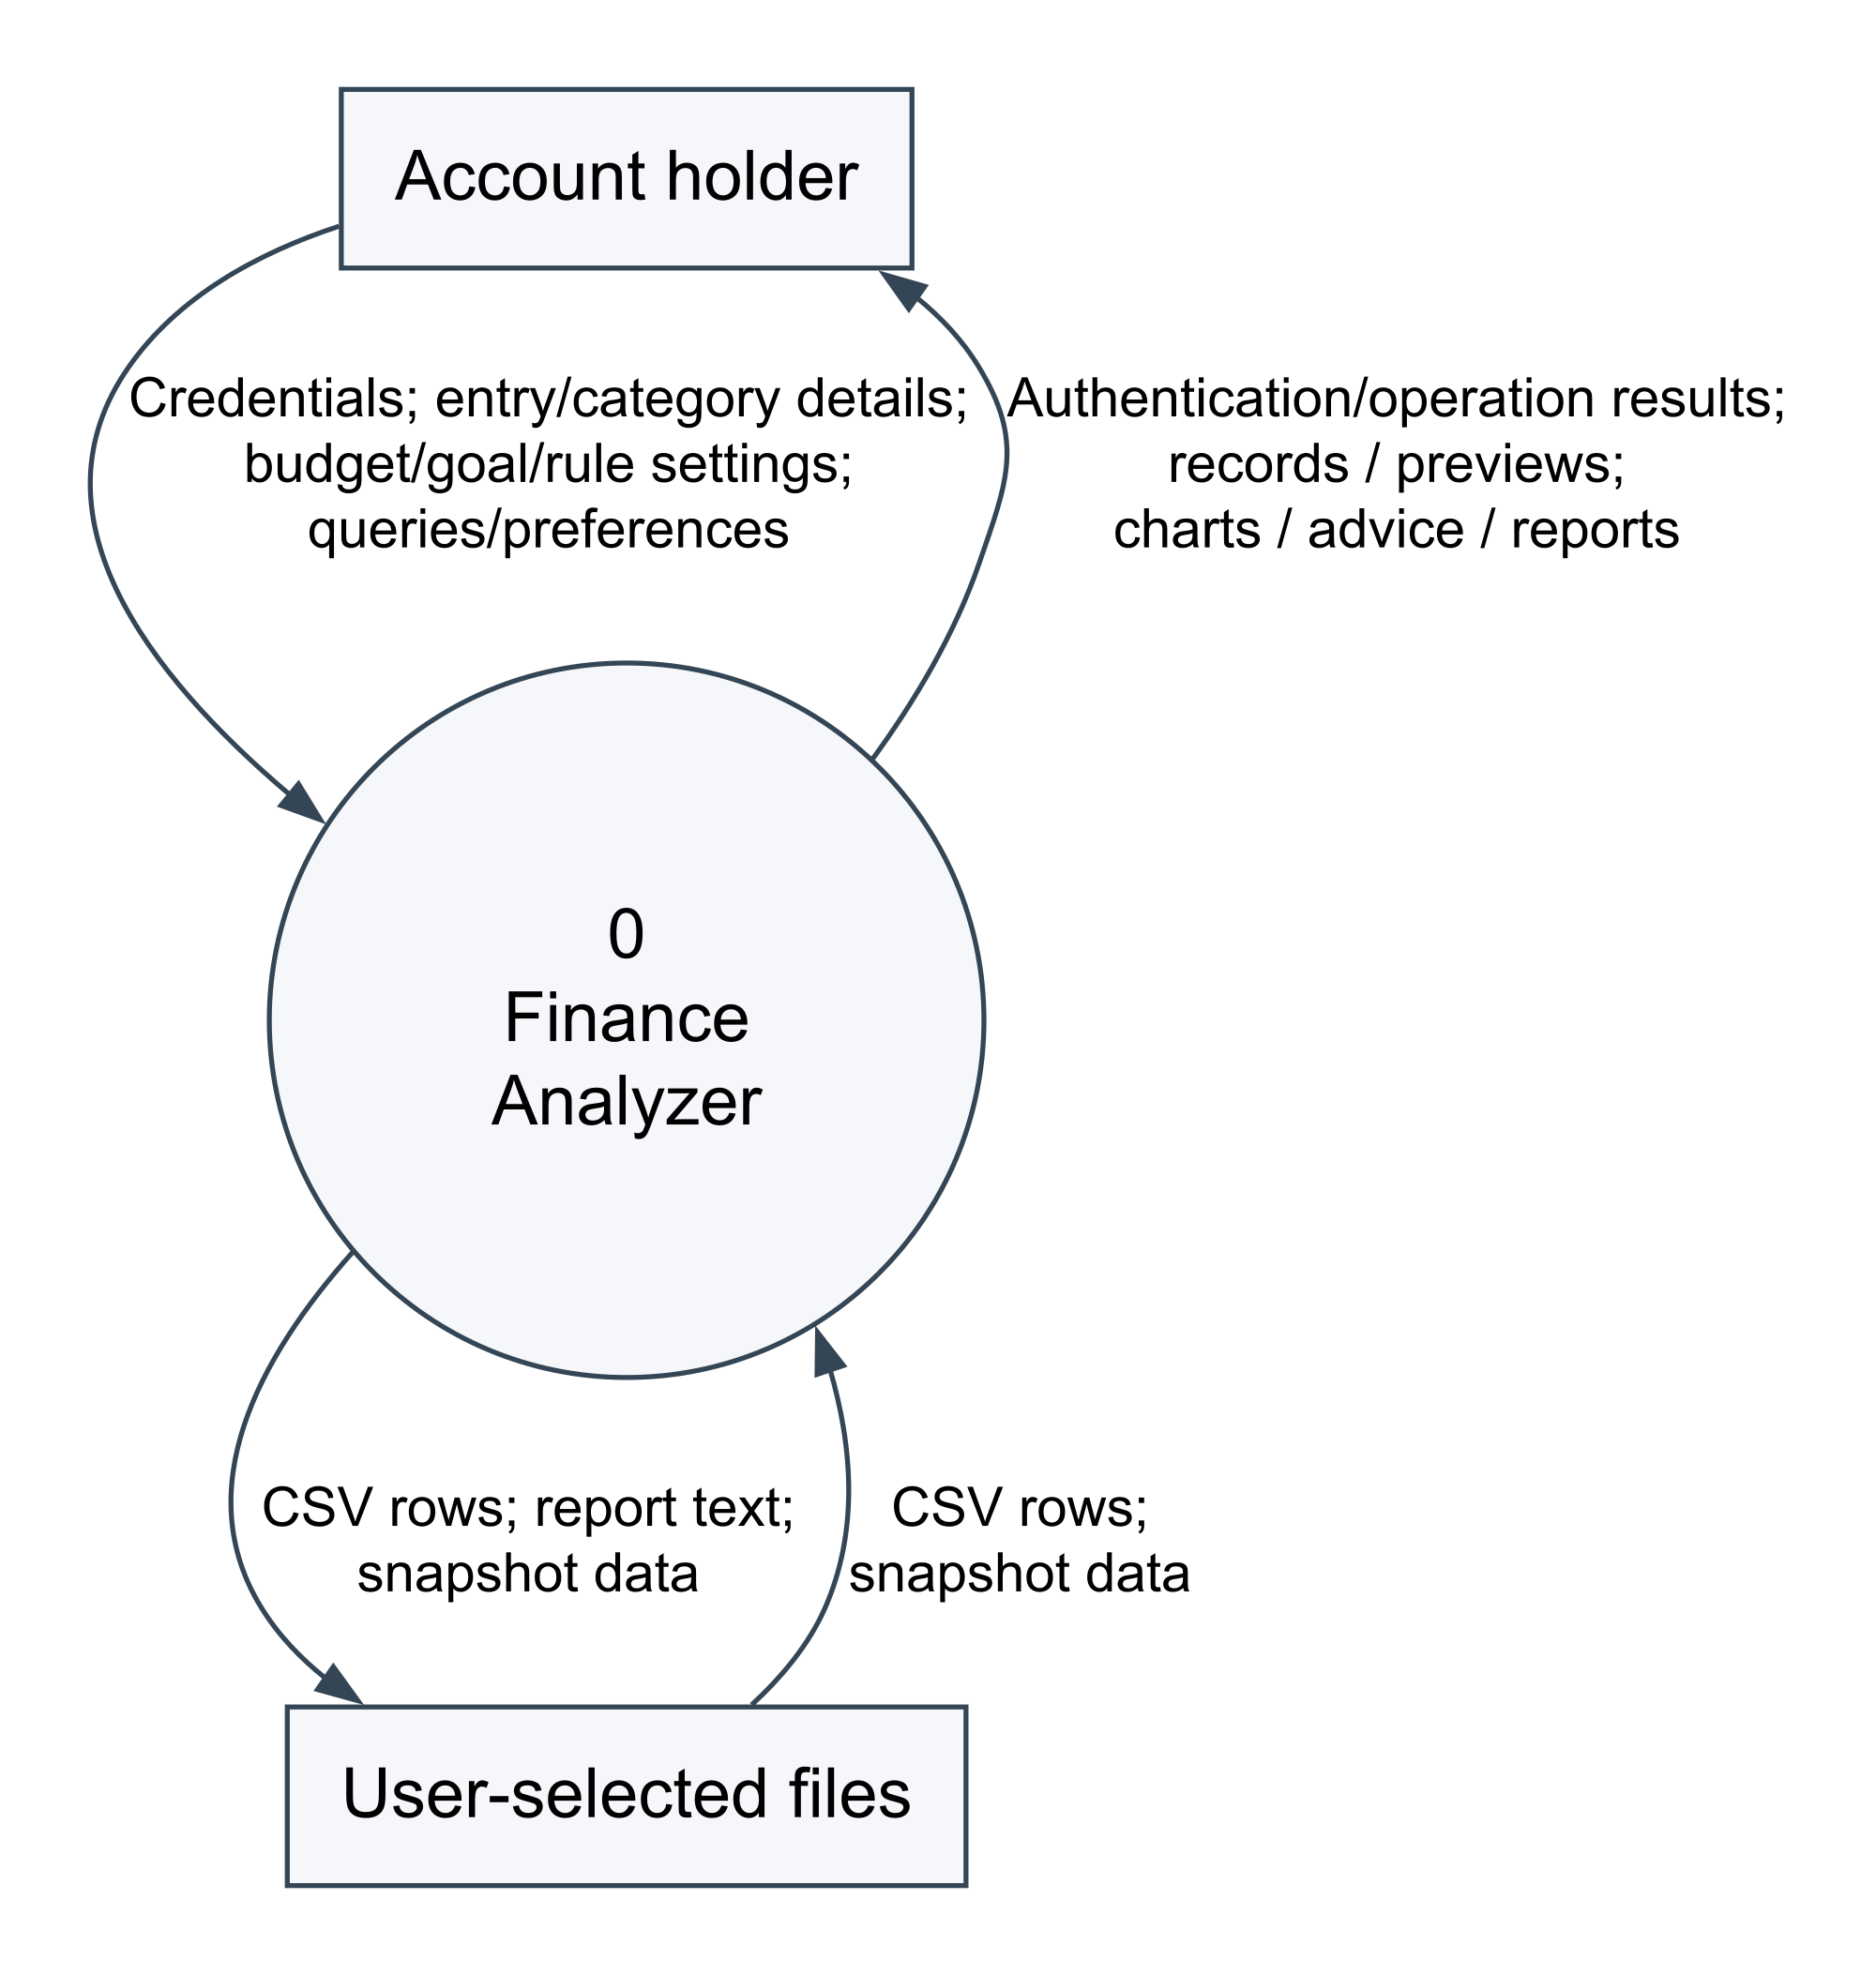 Account holder
Credentials; entry/category details;
budget/goal/rule settings;
queries/preferences
Authentication/operation results;
records / previews;
charts / advice / reports
0
Finance
Analyzer
CSV rows; report text;
snapshot data
CSV rows;
snapshot data
User-selected files